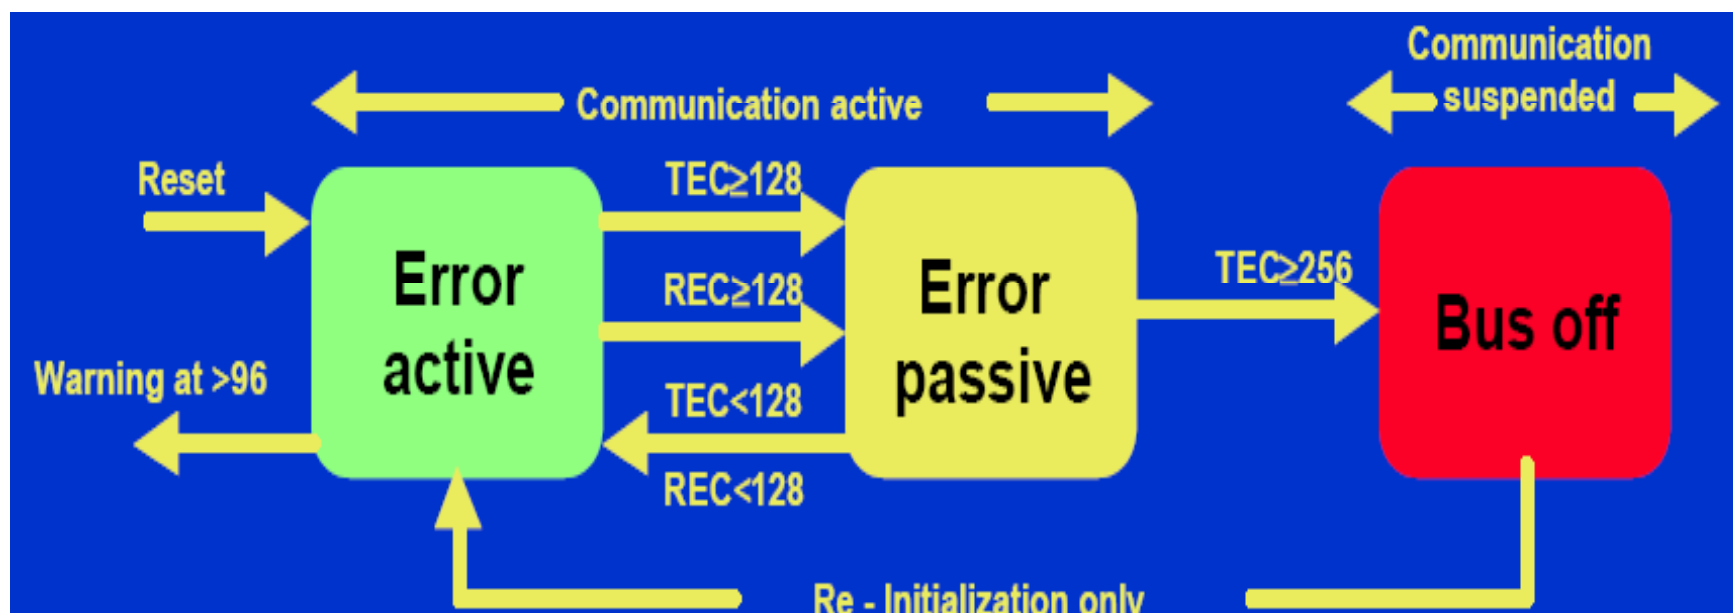 Communication
suspended
Communication active
Reset
TEC≥128
Error
active
REC≥128
Error
passive
TEC≥256
Bus off
Warning at >96
TEC<128
REC<128
Re - Initialization only